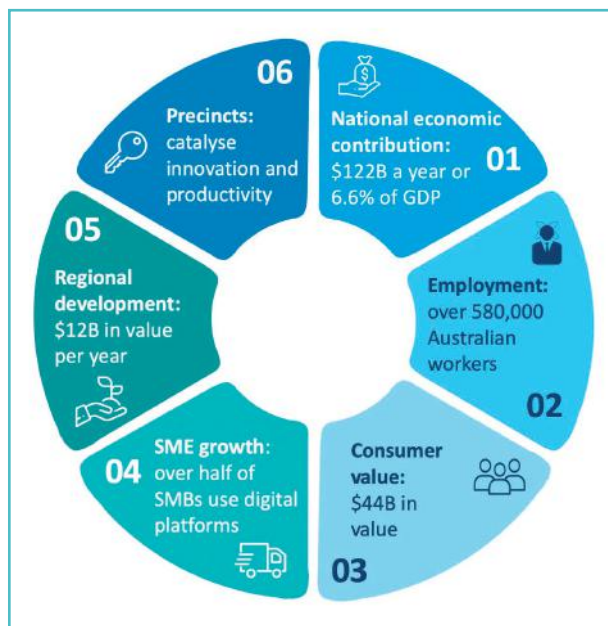 01
National economic
contribution:
$122B a year or
6.6% of GDP
Employment:
over 580,000
Australian
workers
02
Consumer
value:
$44B in
value
03
04
SME growth:
over half of
SMBs use digital
platforms
05
Regional
development:
$12B in value
per year
06
Precincts:
catalyse
innovation and
productivity
$